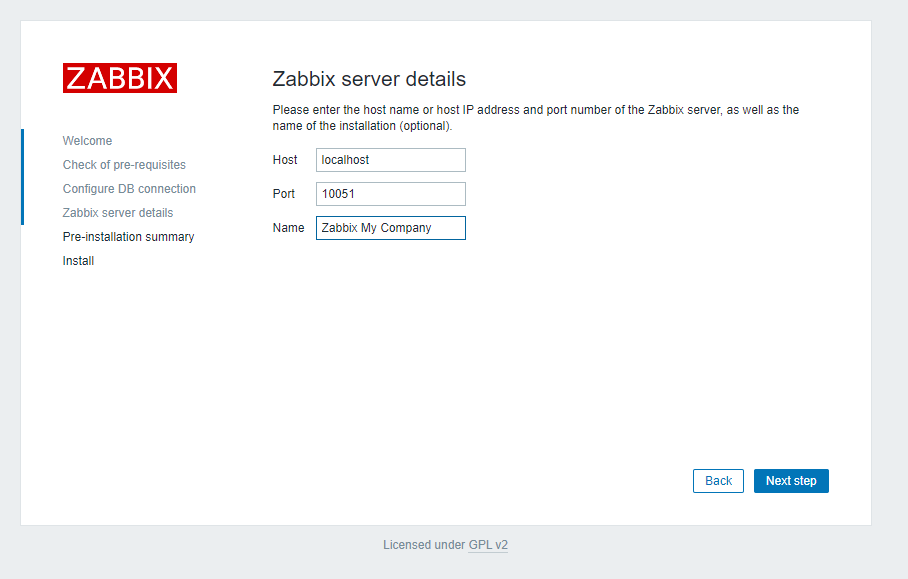 ZABBIX
Welcome
Check of pre-requisites
Configure DB connection
Zabbix server details
Pre-installation summary
Install
Zabbix server details
Please enter the host name or host IP address and port number of the Zabbix server, as well as the
name of the installation (optional).
Host localhost
Port 10051
Name Zabbix My Company
Back Next step
Licensed under GPL v2